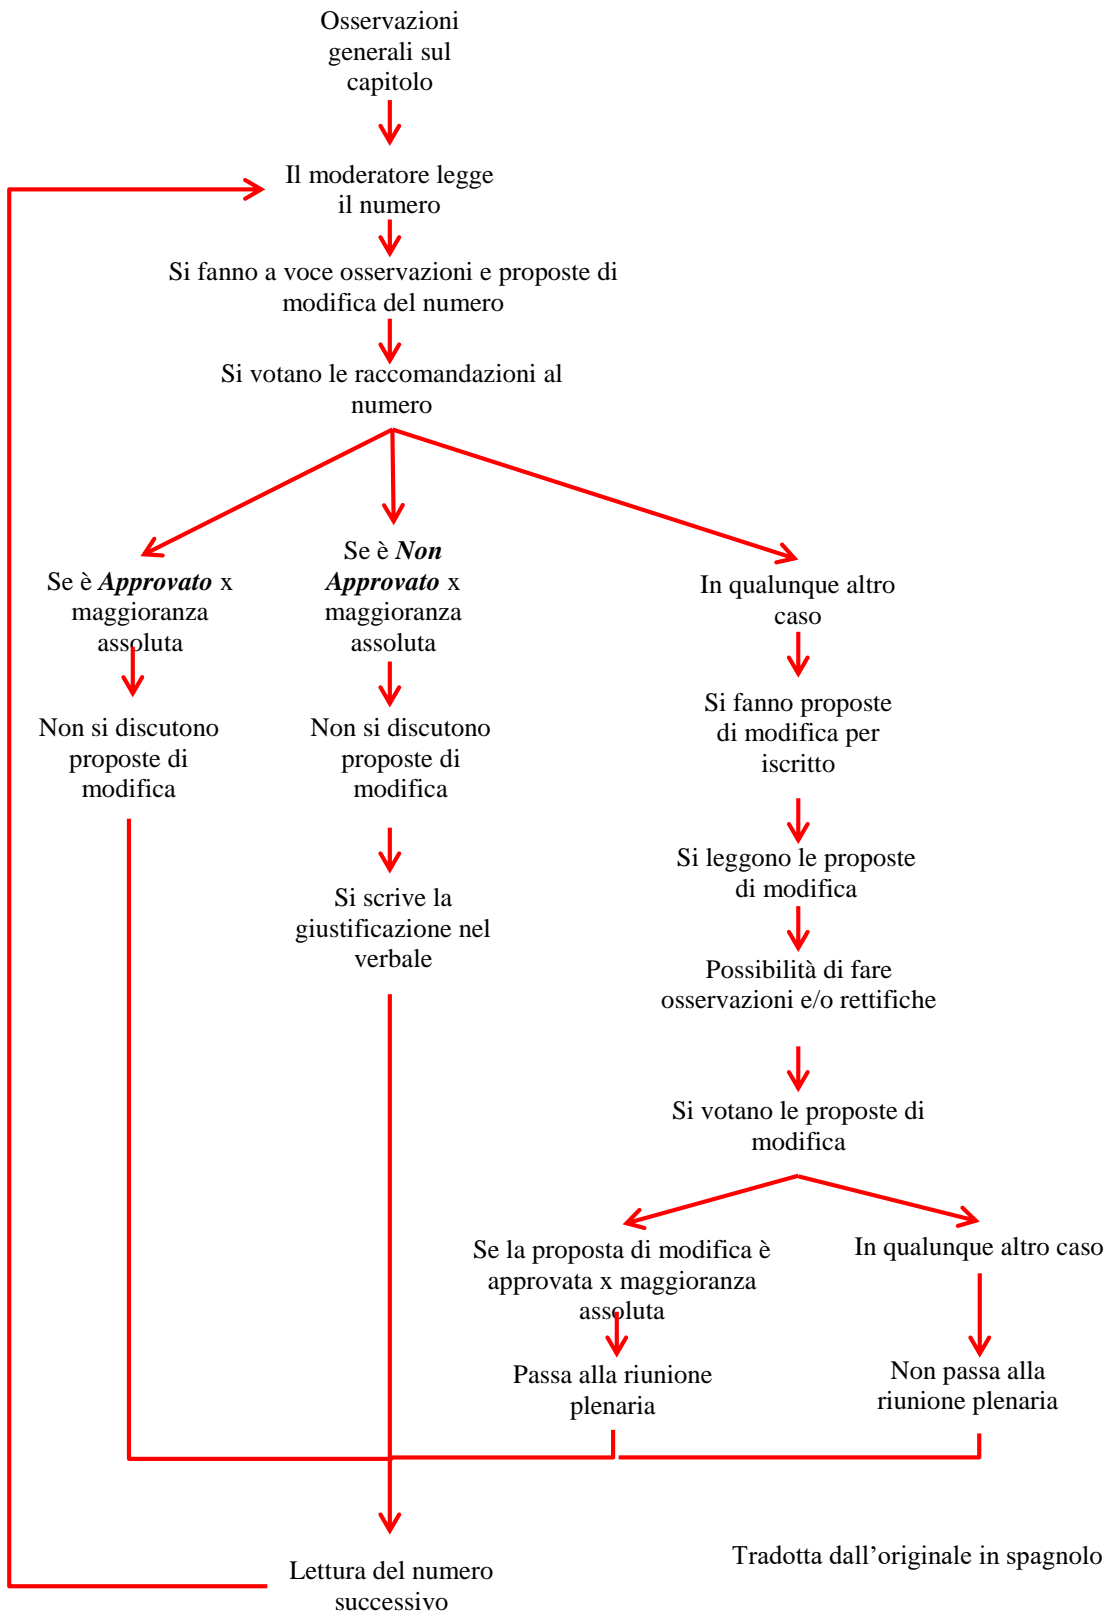 Osservazioni
generali sul
capitolo
Il moderatore legge
il numero
Si fanno a voce osservazioni e proposte di
modifica del numero
Si votano le raccomandazioni al
numero
Se è Approvato x
maggioranza
assoluta
Non si discutono
proposte di
modifica
Se è Non
Approvato x
maggioranza
assoluta
Non si discutono
proposte di
modifica
Si scrive la
giustificazione nel
verbale
In qualunque altro
caso
Si fanno proposte
di modifica per
iscritto
Si leggono le proposte
di modifica
Possibilità di fare
osservazioni e/o rettifiche
Si votano le proposte di
modifica
Se la proposta di modifica è
approvata x maggioranza
assoluta
Passa alla riunione
plenaria
In qualunque altro caso
Non passa alla
riunione plenaria
Lettura del numero
successivo
Tradotta dall’originale in spagnolo